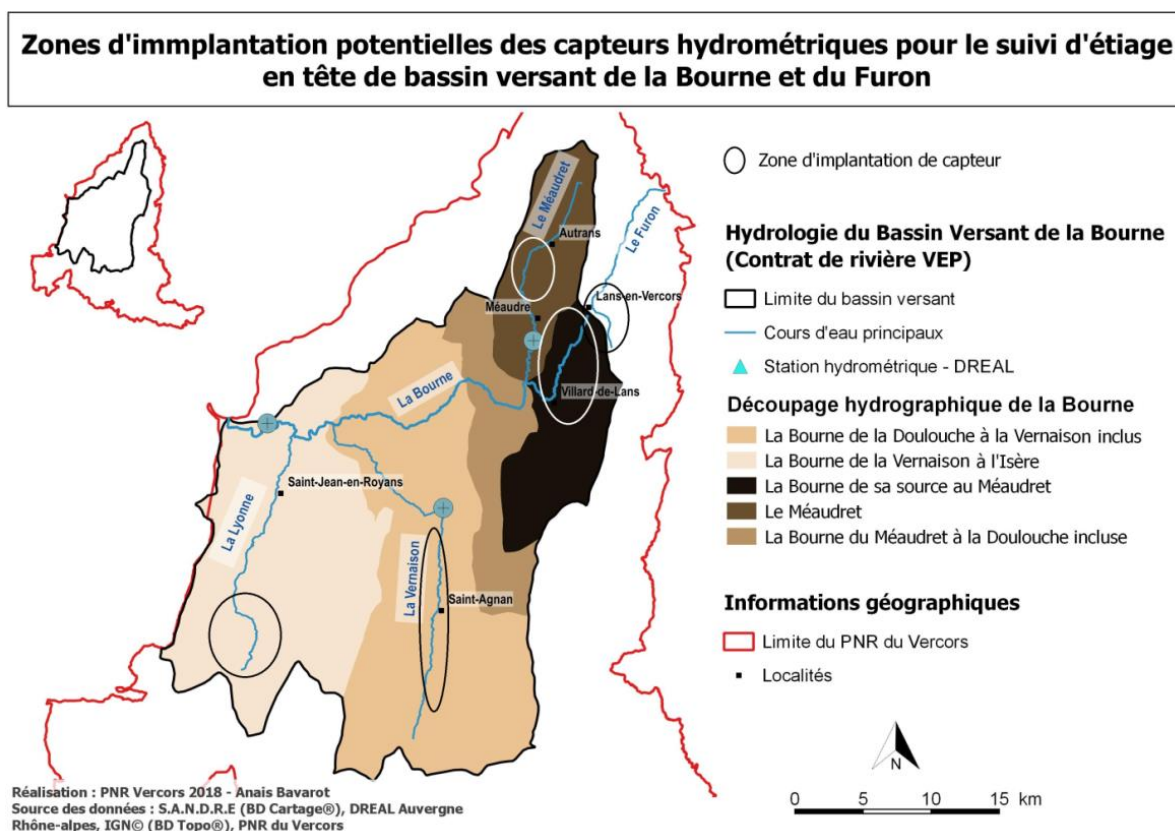 Zones d'immplantation potentielles des capteurs hydrométriques pour le suivi d'étiage
en tête de bassin versant de la Bourne et du Furon
Zone d'implantation de capteur
Hydrologie du Bassin Versant de la Bourne
(Contrat de rivière VEP)
Limite du bassin versant
Cours d'eau principaux
Station hydrométrique - DREAL
Découpage hydrographique de la Bourne
La Bourne de la Doulouche à la Vernaison inclus
La Bourne de la Vernaison à l'Isère
La Bourne de sa source au Méaudret
Le Méaudret
La Bourne du Méaudret à la Doulouche incluse
Informations géographiques
Limite du PNR du Vercors
Localités
N
0 5 10 15 km
Le Méaudret
Autrans
Le Furon
Lans-en-Vercors
Méaudre
La Bourne
Villard-de-Lans
Saint-Jean-en-Royans
La Lyonne
La Vernaison
Saint-Agnan
Réalisation : PNR Vercors 2018 - Anais Bavarot
Source des données : S.A.N.D.R.E (BD Cartage®), DREAL Auvergne
Rhône-alpes, IGN© (BD Topo®), PNR du Vercors